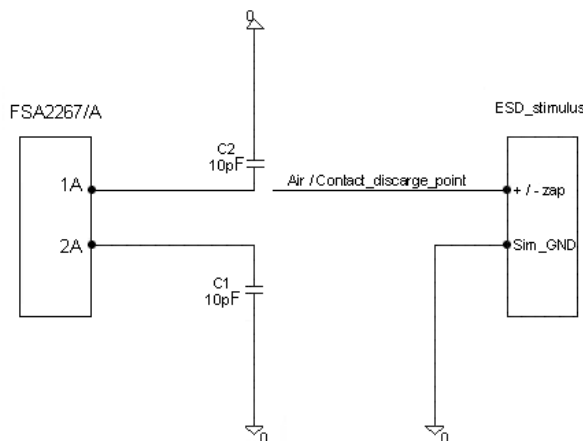 0
FSA2267/A
ESD_stimulus
C2
10pF
1A
Air / Contact_discarge_point
+ / - zap
2A
Sim_GND
C1
10pF
0
0